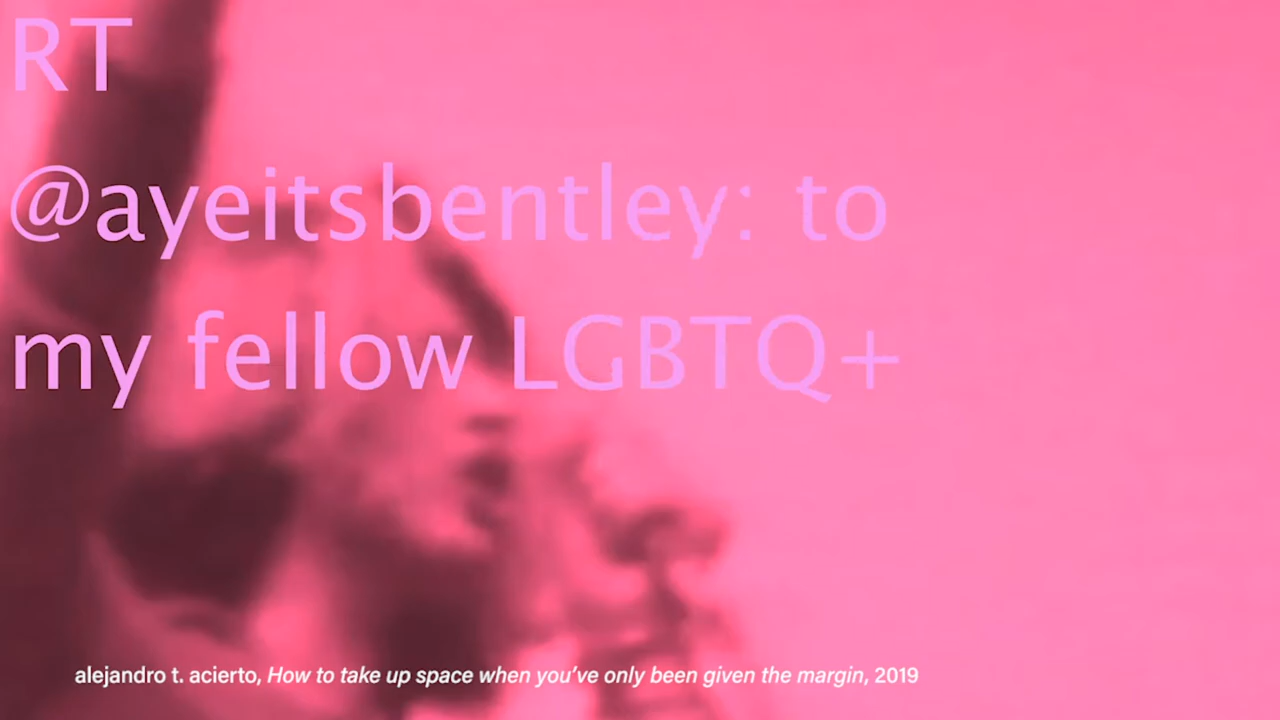 RT
@ayeitsbentley: to
my fellow LGBTQ+
alejandro t. acierto, How to take up space when you’ve only been given the margin, 2019